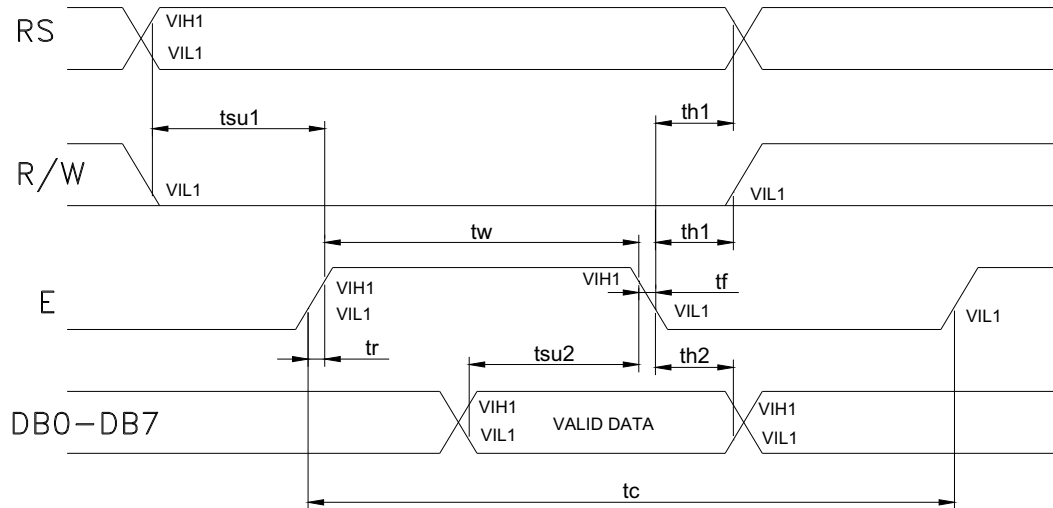 RS
VIH1
VIL1
tsu1
th1
R/W
VIL1
VIL1
tw
th1
E
VIH1
VIL1
VIH1
tf
VIL1
VIL1
tr
tsu2
th2
DB0-DB7
VIH1
VIL1
VALID DATA
VIH1
VIL1
tc